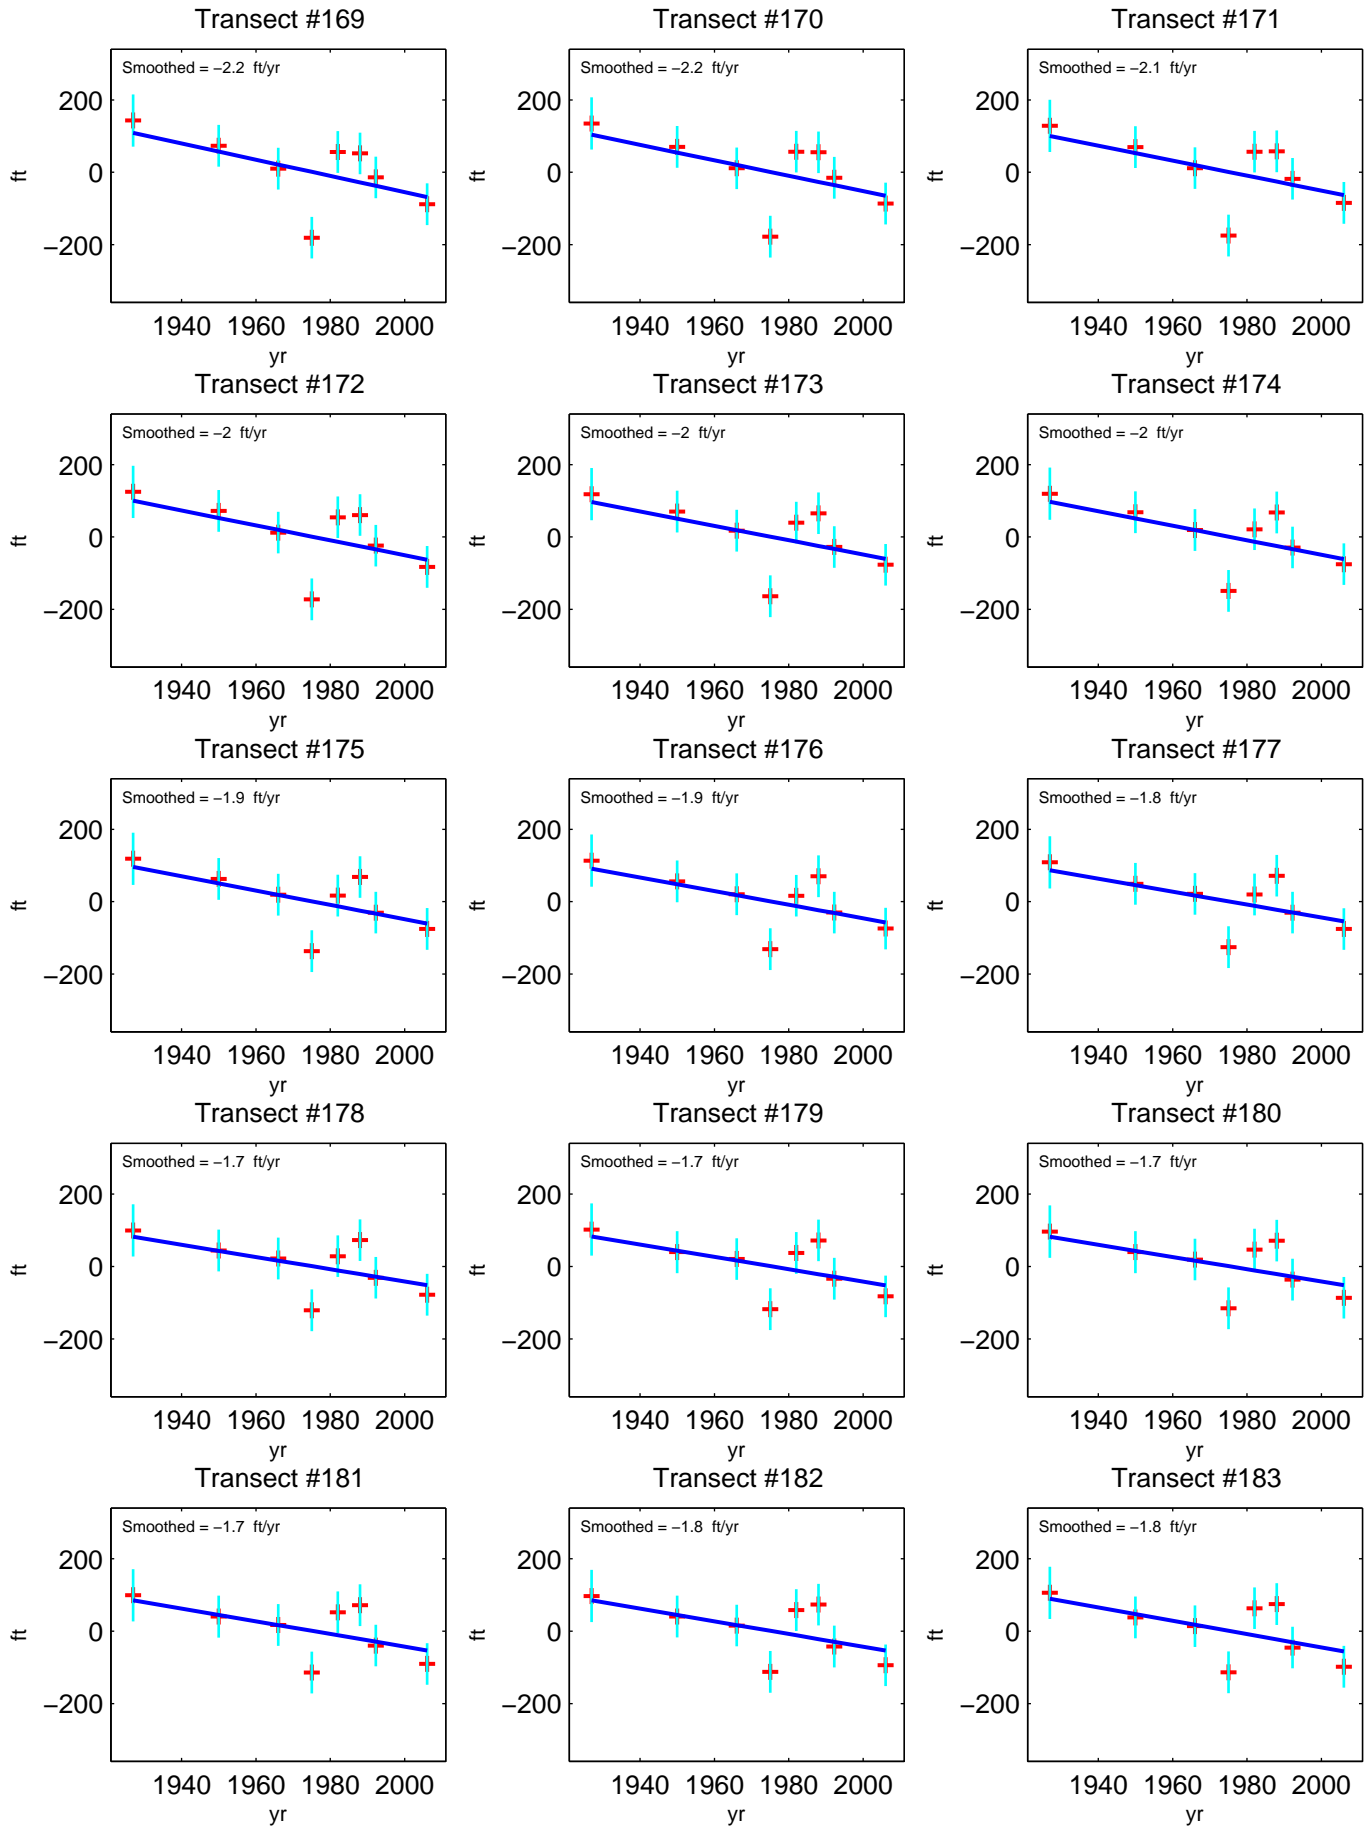 Transect #169 Transect #170 Transect #171
Smoothed = −2.2 ft/yr Smoothed = −2.2 ft/yr Smoothed = −2.1 ft/yr
200 200 200
0 0 0
−200 −200 −200
ft ft ft
1940 1960 1980 2000 1940 1960 1980 2000 1940 1960 1980 2000
yr yr yr
Transect #172 Transect #173 Transect #174
Smoothed = −2 ft/yr Smoothed = −2 ft/yr Smoothed = −2 ft/yr
200 200 200
0 0 0
−200 −200 −200
ft ft ft
1940 1960 1980 2000 1940 1960 1980 2000 1940 1960 1980 2000
yr yr yr
Transect #175 Transect #176 Transect #177
Smoothed = −1.9 ft/yr Smoothed = −1.9 ft/yr Smoothed = −1.8 ft/yr
200 200 200
0 0 0
−200 −200 −200
ft ft ft
1940 1960 1980 2000 1940 1960 1980 2000 1940 1960 1980 2000
yr yr yr
Transect #178 Transect #179 Transect #180
Smoothed = −1.7 ft/yr Smoothed = −1.7 ft/yr Smoothed = −1.7 ft/yr
200 200 200
0 0 0
−200 −200 −200
ft ft ft
1940 1960 1980 2000 1940 1960 1980 2000 1940 1960 1980 2000
yr yr yr
Transect #181 Transect #182 Transect #183
Smoothed = −1.7 ft/yr Smoothed = −1.8 ft/yr Smoothed = −1.8 ft/yr
200 200 200
0 0 0
−200 −200 −200
ft ft ft
1940 1960 1980 2000 1940 1960 1980 2000 1940 1960 1980 2000
yr yr yr